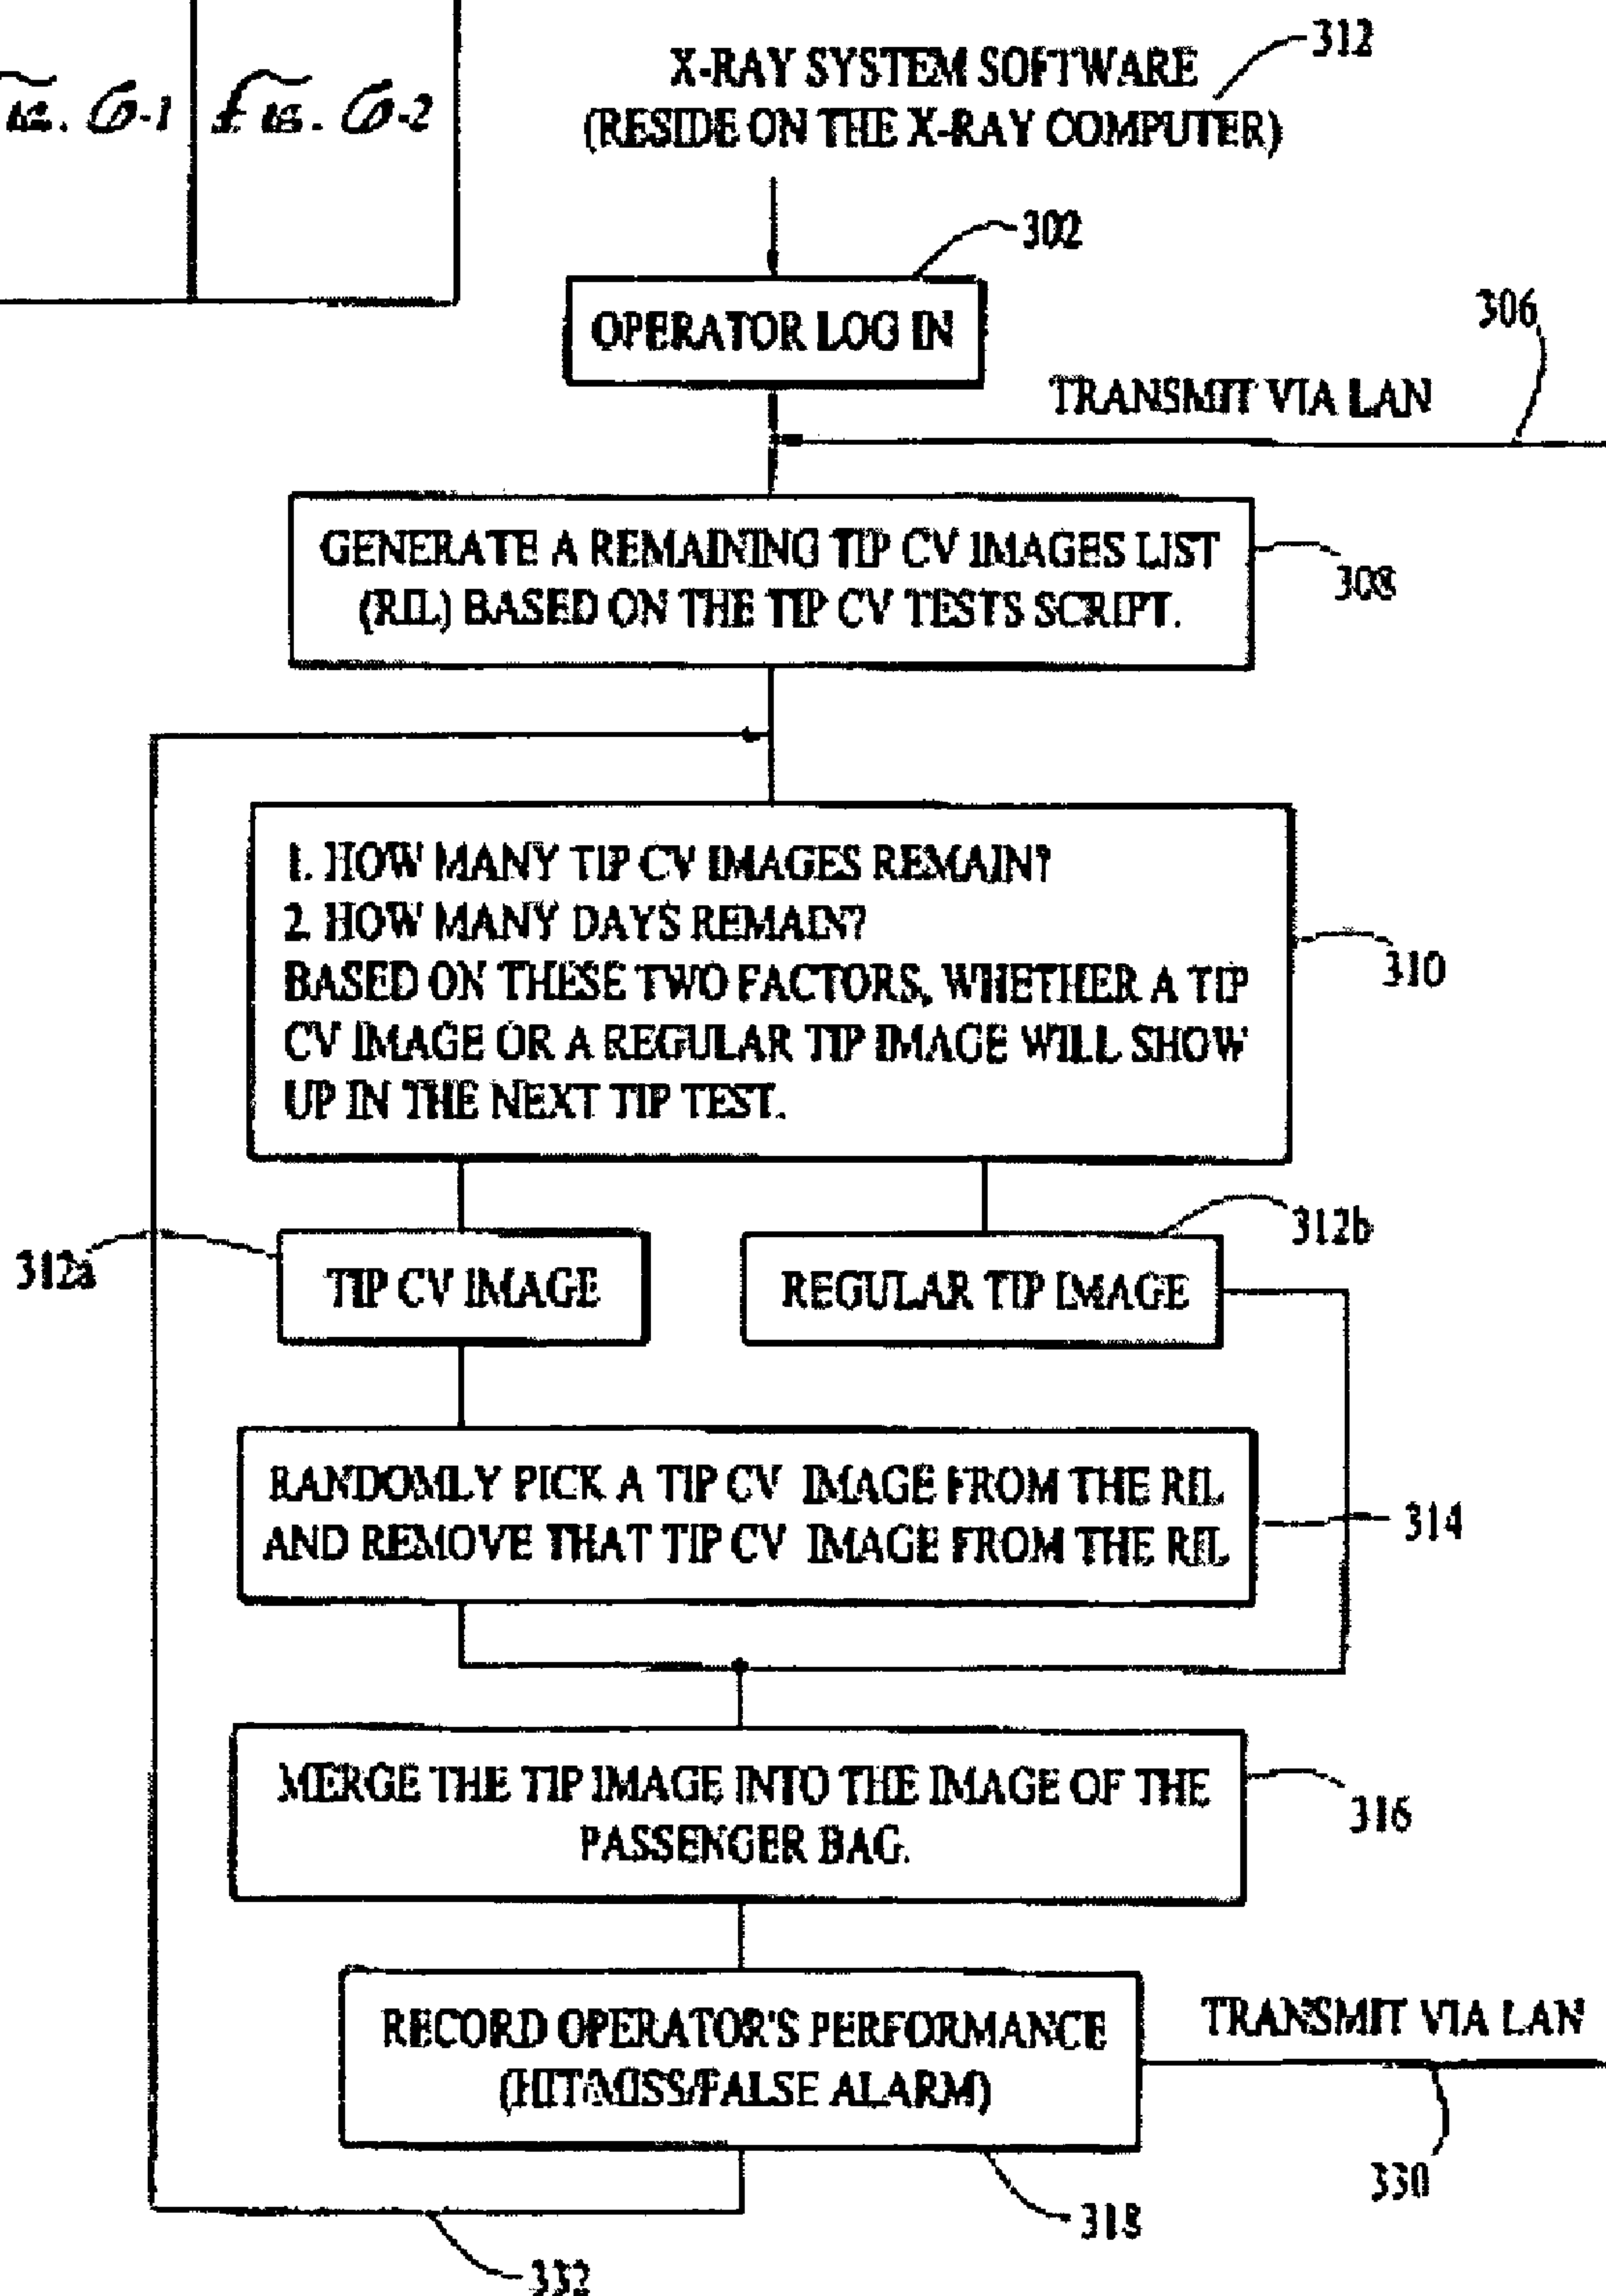 X-RAY SYSTEM SOFTWARE
(RESIDE ON THE X-RAY COMPUTER)
312
G-1
FIG. G-2
302
OPERATOR LOG IN
306
TRANSMIT VIA LAN
GENERATE A REMAINING TIP CV IMAGES LIST
(RIL) BASED ON THE TIP CV TESTS SCRIPT.
308
1. HOW MANY TIP CV IMAGES REMAIN?
2. HOW MANY DAYS REMAIN?
BASED ON THESE TWO FACTORS, WHETHER A TIP
CV IMAGE OR A REGULAR TIP IMAGE WILL SHOW
UP IN THE NEXT TIP TEST.
310
312a
TIP CV IMAGE
312b
REGULAR TIP IMAGE
RANDOMLY PICK A TIP CV IMAGE FROM THE RIL
AND REMOVE THAT TIP CV IMAGE FROM THE RIL
314
MERGE THE TIP IMAGE INTO THE IMAGE OF THE
PASSENGER BAG.
316
RECORD OPERATOR'S PERFORMANCE
(HIT/MISS/FALSE ALARM)
TRANSMIT VIA LAN
330
318
332